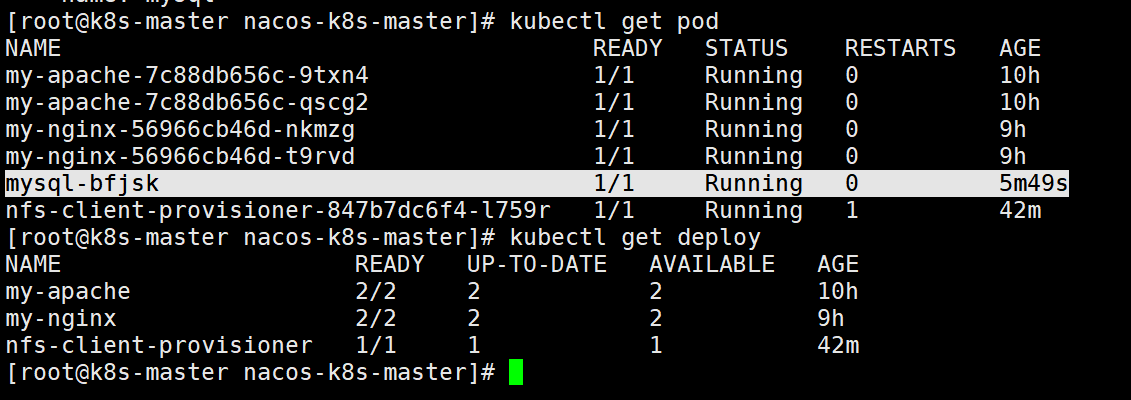 name: mysql
[root@k8s-master nacos-k8s-master]# kubectl get pod
NAME READY STATUS RESTARTS AGE
my-apache-7c88db656c-9txn4 1/1 Running 0 10h
my-apache-7c88db656c-qscg2 1/1 Running 0 10h
my-nginx-56966cb46d-nkmzg 1/1 Running 0 9h
my-nginx-56966cb46d-t9rvd 1/1 Running 0 9h
mysql-bfjsk 1/1 Running 0 5m49s
nfs-client-provisioner-847b7dc6f4-l759r 1/1 Running 1 42m
[root@k8s-master nacos-k8s-master]# kubectl get deploy
NAME READY UP-TO-DATE AVAILABLE AGE
my-apache 2/2 2 2 10h
my-nginx 2/2 2 2 9h
nfs-client-provisioner 1/1 1 1 42m
[root@k8s-master nacos-k8s-master]#